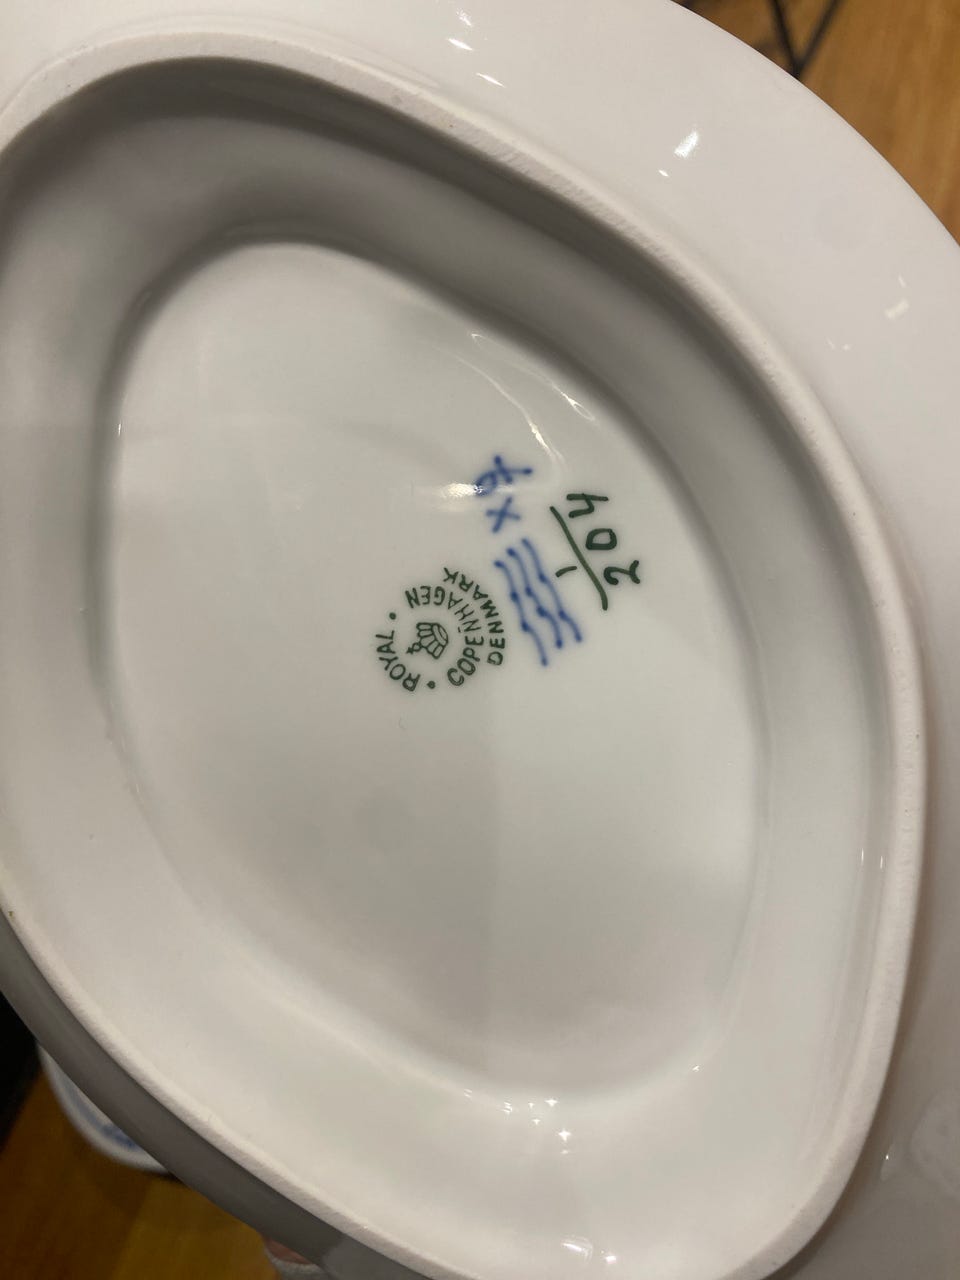 ROYAL · COPENHAGEN ·
DENMARK
1
204